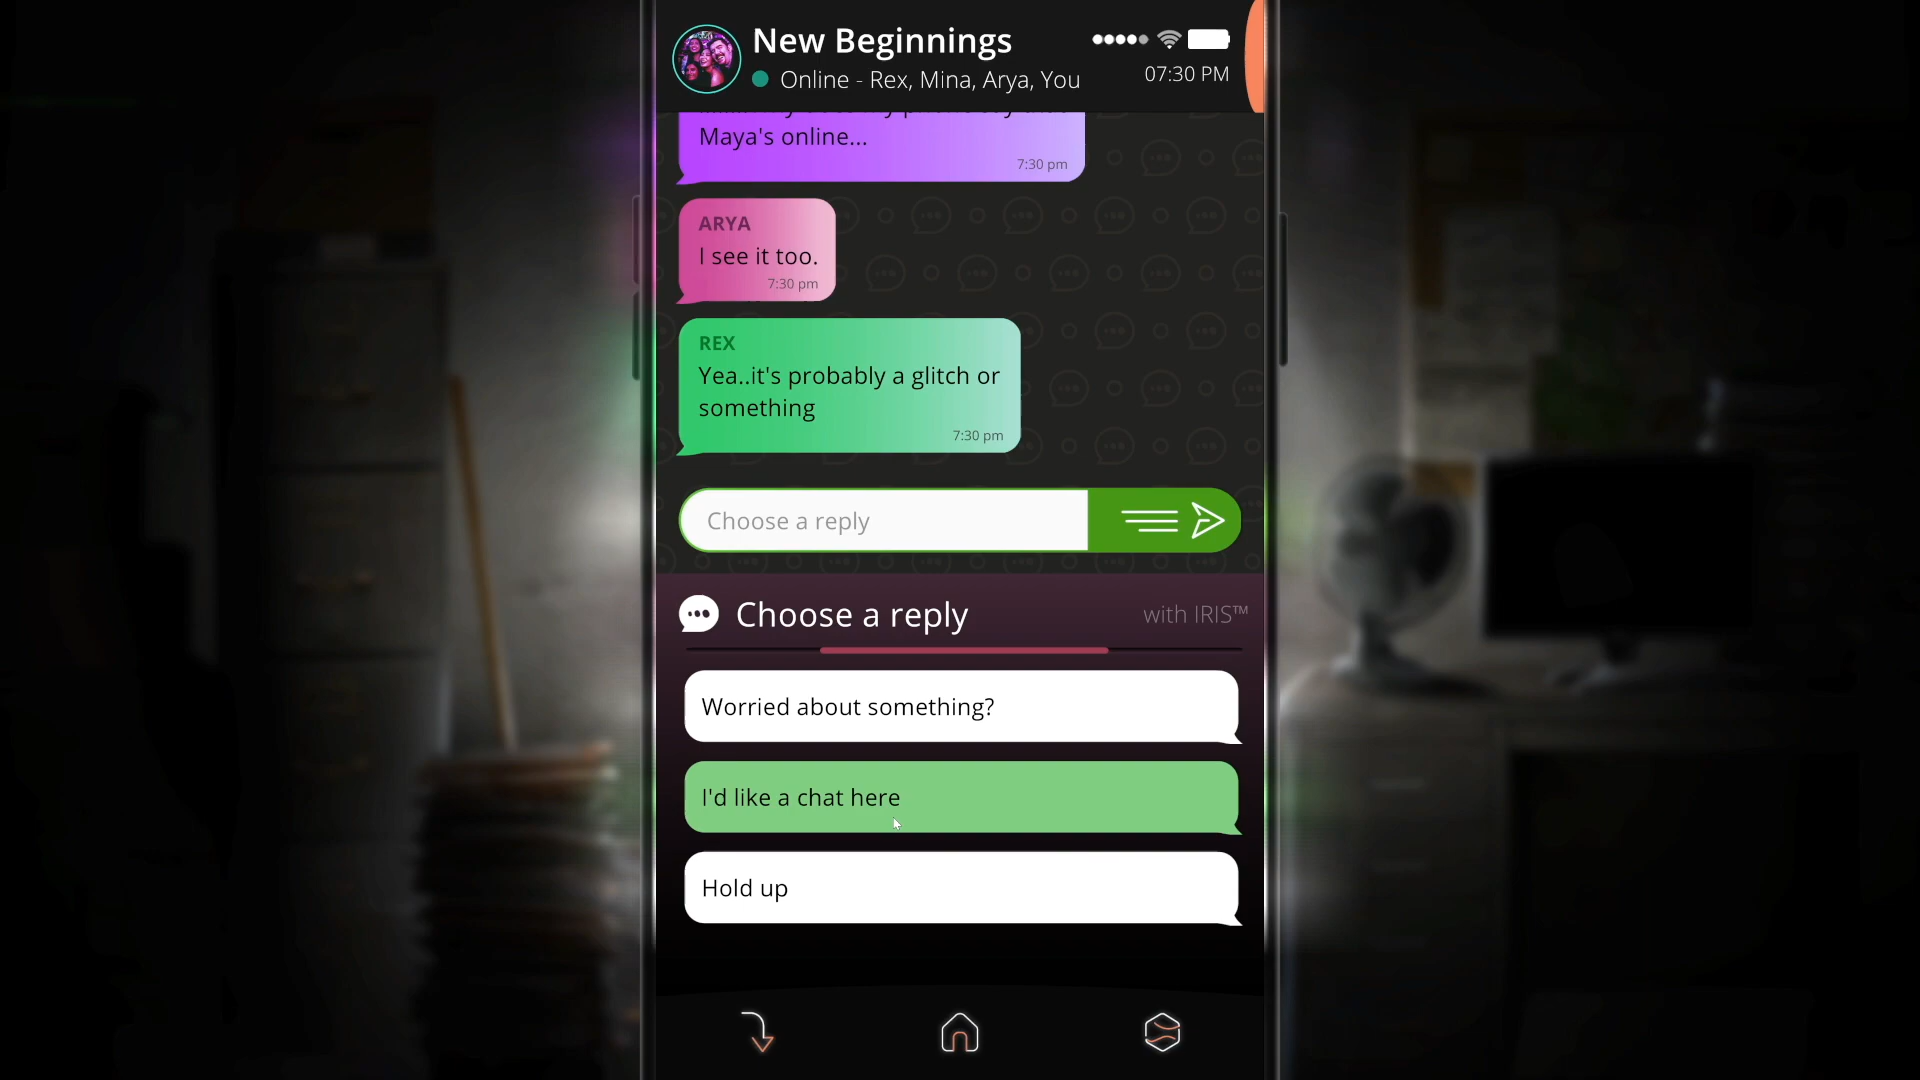 New Beginnings
Online - Rex, Mina, Arya, You
07:30 PM
Maya's online...
7:30 pm
ARYA
I see it too.
7:30 pm
REX
Yea..it's probably a glitch or
something
7:30 pm
Choose a reply
Choose a reply
with IRIS™
Worried about something?
I'd like a chat here
Hold up